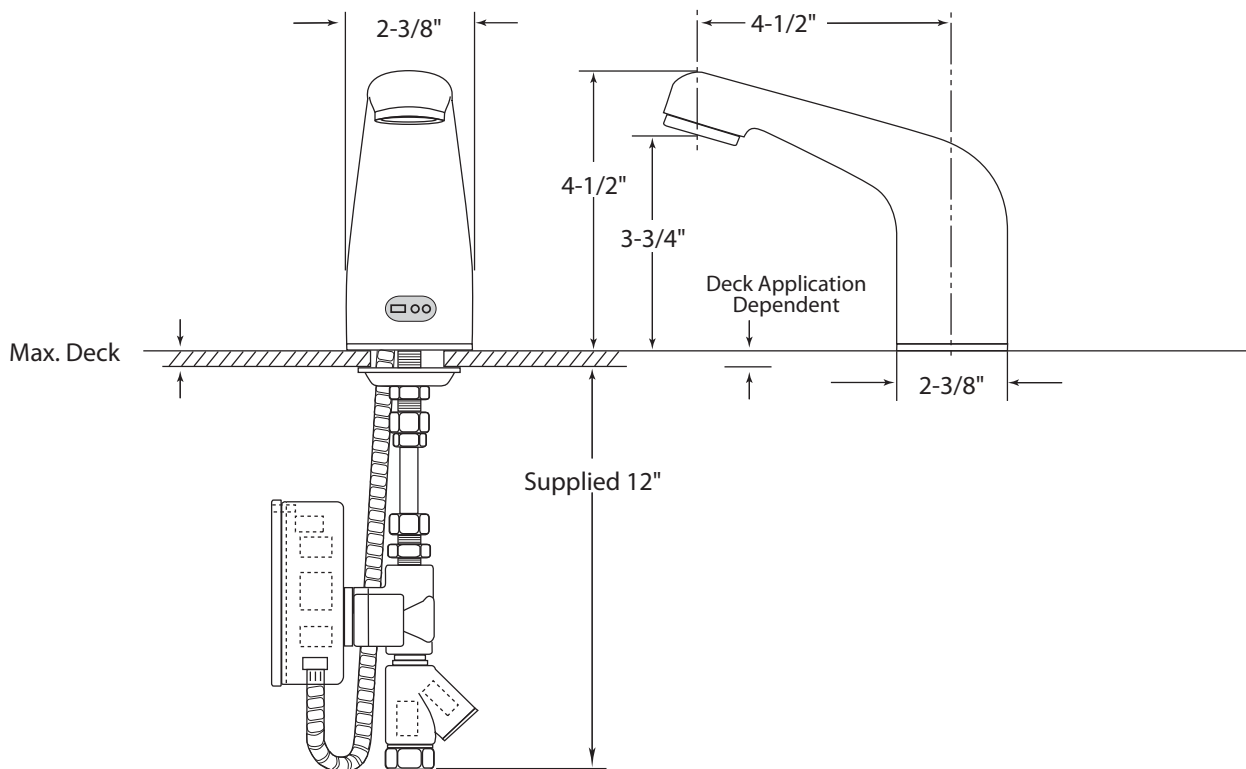 2-3/8"
4-1/2"
4-1/2"
3-3/4"
Deck Application
Dependent
Max. Deck
2-3/8"
Supplied 12"